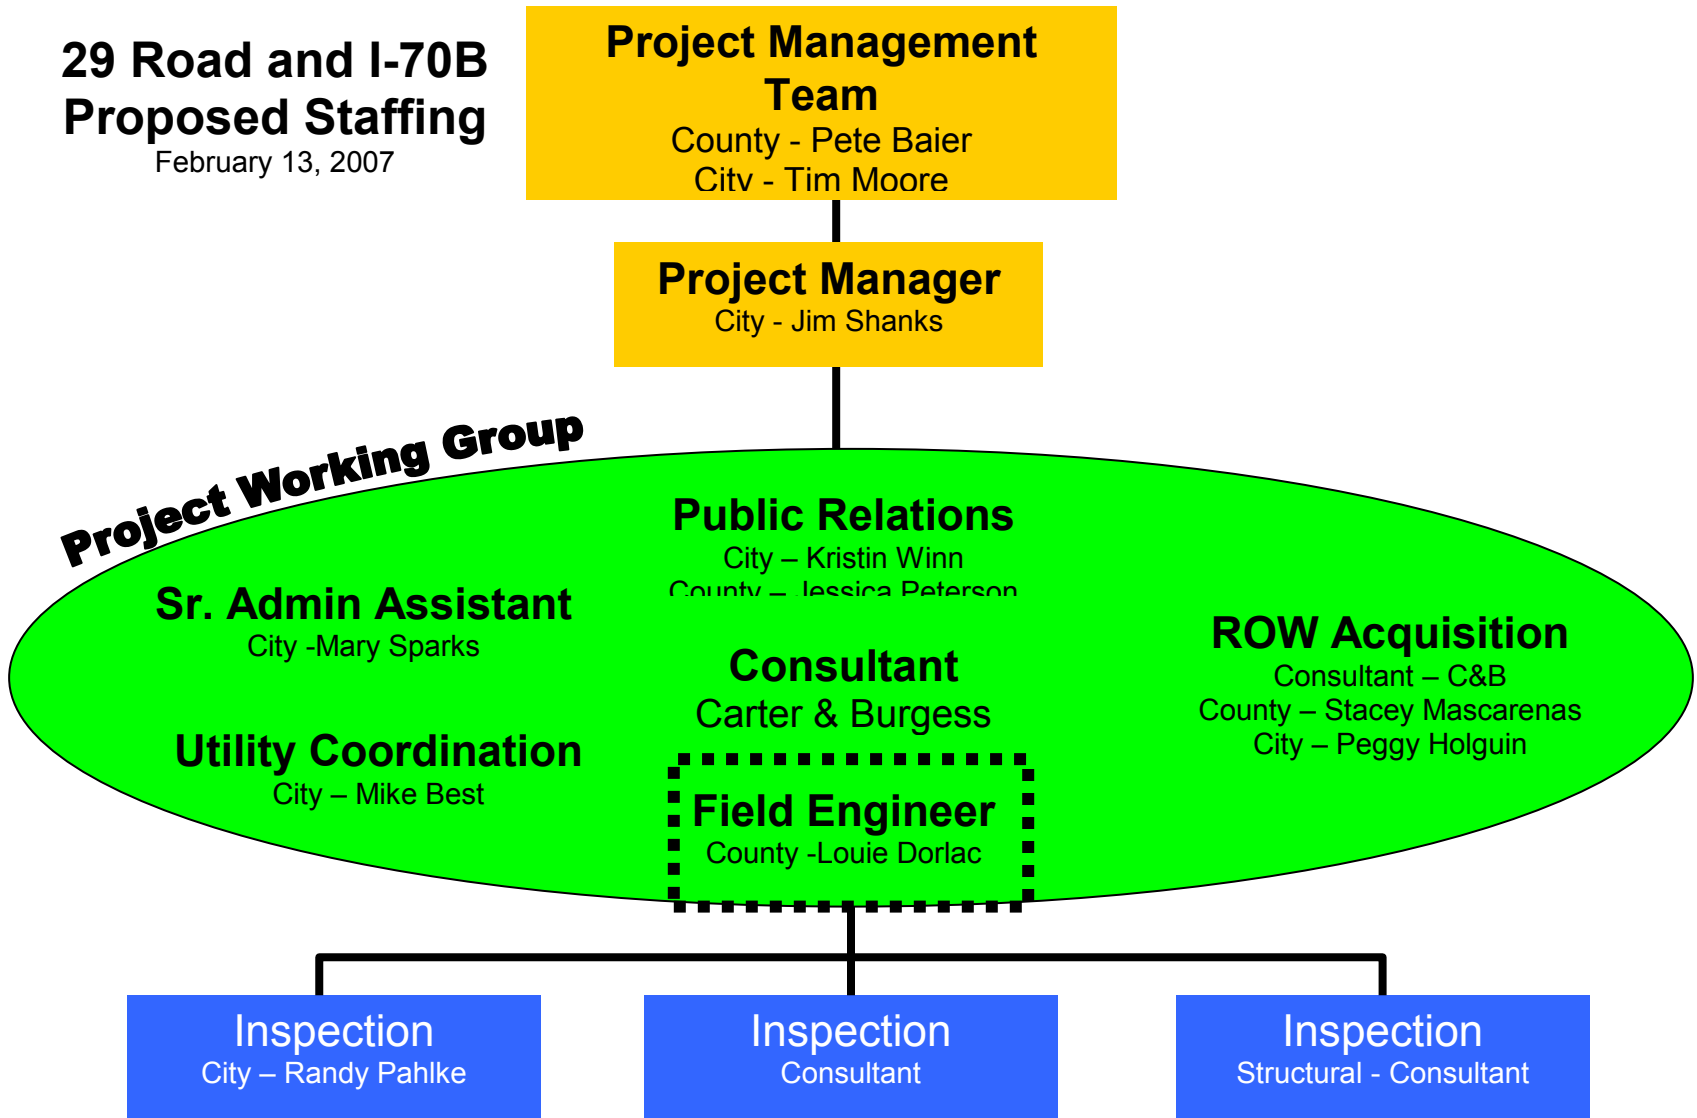 29 Road and I-70B
Proposed Staffing
February 13, 2007
Project Management
Team
County - Pete Baier
City - Tim Moore
Project Manager
City - Jim Shanks
Project Working Group
Public Relations
City – Kristin Winn
County – Jessica Peterson
Sr. Admin Assistant
City -Mary Sparks
Consultant
Carter & Burgess
ROW Acquisition
Consultant – C&B
County – Stacey Mascarenas
City – Peggy Holguin
Utility Coordination
City – Mike Best
Field Engineer
County -Louie Dorlac
Inspection
City – Randy Pahlke
Inspection
Consultant
Inspection
Structural - Consultant